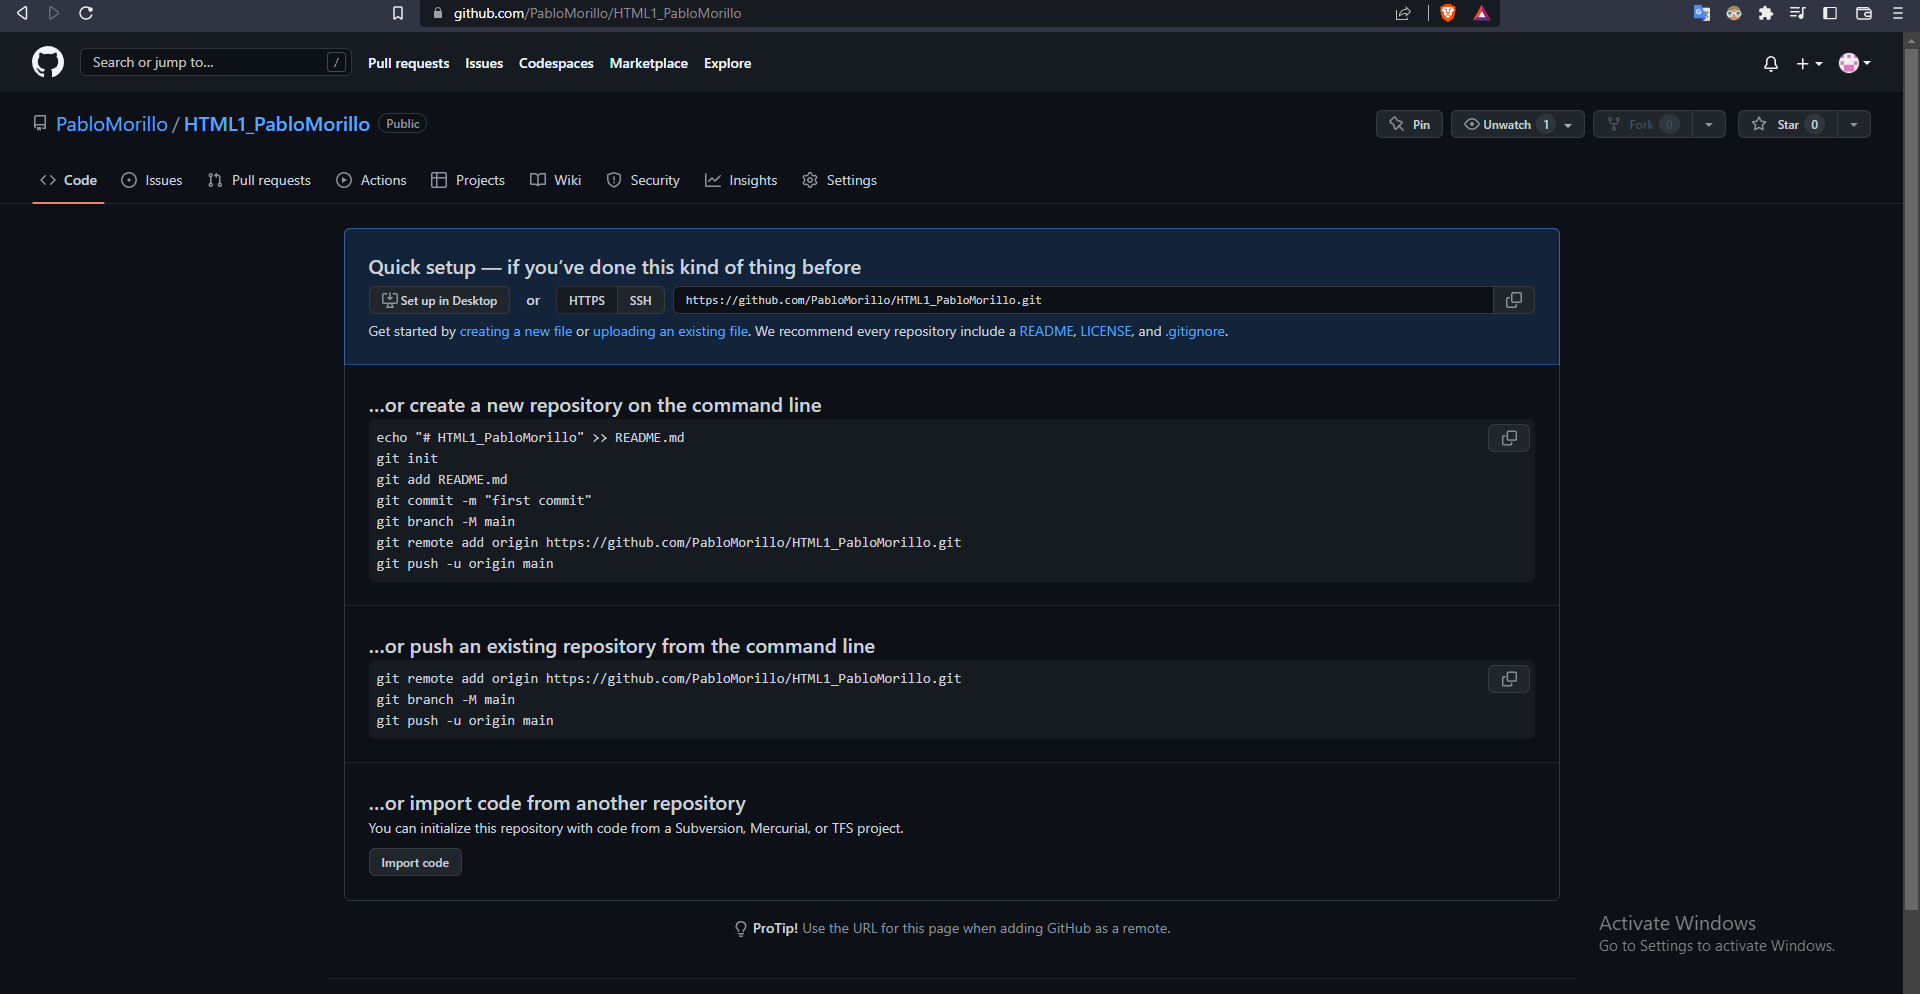 github.com/PabloMorillo/HTML1_PabloMorillo
Search or jump to... /
Pull requests Issues Codespaces Marketplace Explore
PabloMorillo / HTML1_PabloMorillo Public
Pin Unwatch 1 Fork 0 Star 0
Code Issues Pull requests Actions Projects Wiki Security Insights Settings
Quick setup — if you’ve done this kind of thing before
Set up in Desktop or HTTPS SSH https://github.com/PabloMorillo/HTML1_PabloMorillo.git
Get started by creating a new file or uploading an existing file. We recommend every repository include a README, LICENSE, and .gitignore.
…or create a new repository on the command line
echo "# HTML1_PabloMorillo" >> README.md
git init
git add README.md
git commit -m "first commit"
git branch -M main
git remote add origin https://github.com/PabloMorillo/HTML1_PabloMorillo.git
git push -u origin main
…or push an existing repository from the command line
git remote add origin https://github.com/PabloMorillo/HTML1_PabloMorillo.git
git branch -M main
git push -u origin main
…or import code from another repository
You can initialize this repository with code from a Subversion, Mercurial, or TFS project.
Import code
ProTip! Use the URL for this page when adding GitHub as a remote.
Activate Windows
Go to Settings to activate Windows.